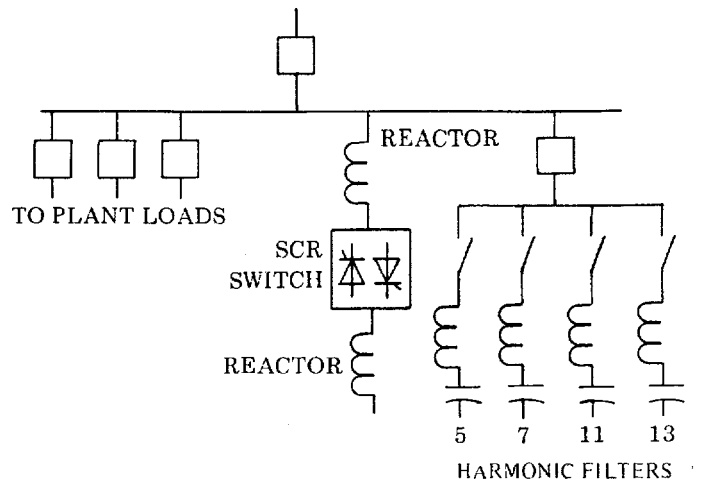 REACTOR
TO PLANT LOADS
SCR
SWITCH
REACTOR
5 7 11 13
HARMONIC FILTERS